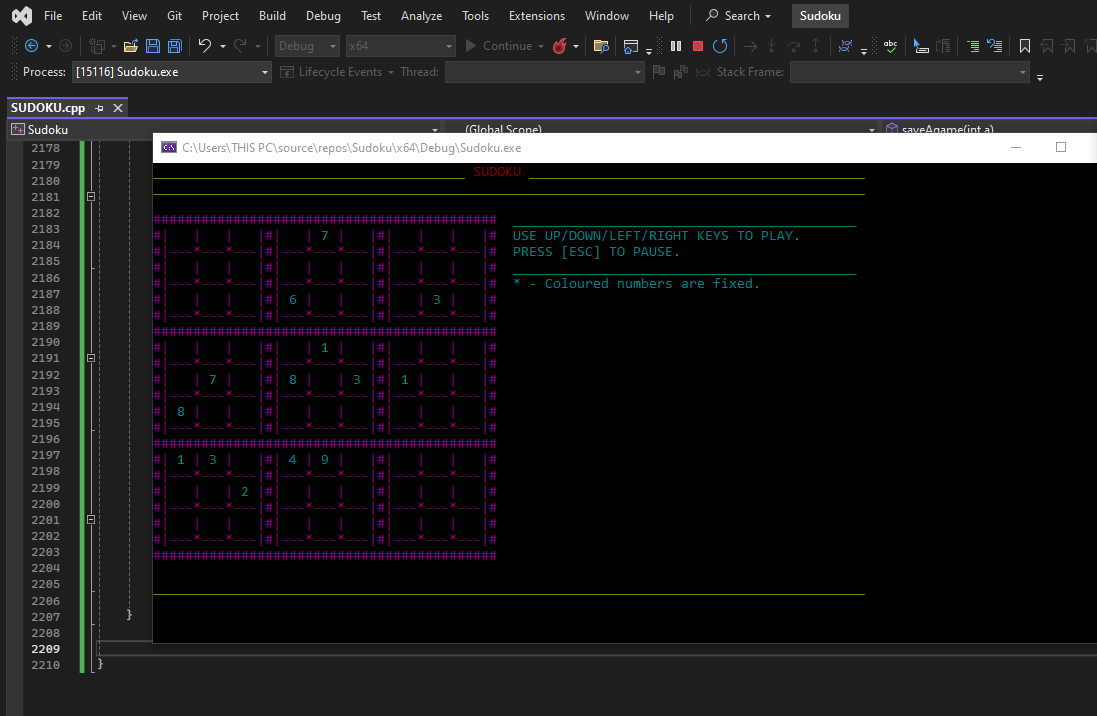 File Edit View Git Project Build Debug Test Analyze Tools Extensions Window Help Search Sudoku
Debug x64 Continue
Process: [15116] Sudoku.exe Lifecycle Events Thread: Stack Frame:
SUDOKU.cpp
Sudoku (Global Scope) saveAgame(int a)
C:\Users\THIS PC\source\repos\Sudoku\x64\Debug\Sudoku.exe
2178
2179
2180 SUDOKU
2181
2182
2183 ###########################################
2184 #|   |   |   |#|   | 7 |   |#|   |   |   |# USE UP/DOWN/LEFT/RIGHT KEYS TO PLAY.
2185 #|---*---*---|#|---*---*---|#|---*---*---|# PRESS [ESC] TO PAUSE.
2186 #|   |   |   |#|   |   |   |#|   |   |   |#
#|---*---*---|#|---*---*---|#|---*---*---|# * - Coloured numbers are fixed.
2187 #|   |   |   |#| 6 |   |   |#|   | 3 |   |#
2188 #|---*---*---|#|---*---*---|#|---*---*---|#
2189 ###########################################
2190 #|   |   |   |#|   | 1 |   |#|   |   |   |#
2191 #|---*---*---|#|---*---*---|#|---*---*---|#
2192 #|   | 7 |   |#| 8 |   | 3 |#| 1 |   |   |#
2193 #|---*---*---|#|---*---*---|#|---*---*---|#
2194 #| 8 |   |   |#|   |   |   |#|   |   |   |#
2195 #|---*---*---|#|---*---*---|#|---*---*---|#
2196 ###########################################
2197 #| 1 | 3 |   |#| 4 | 9 |   |#|   |   |   |#
2198 #|---*---*---|#|---*---*---|#|---*---*---|#
2199 #|   |   | 2 |#|   |   |   |#|   |   |   |#
2200 #|---*---*---|#|---*---*---|#|---*---*---|#
2201 #|   |   |   |#|   |   |   |#|   |   |   |#
2202 #|---*---*---|#|---*---*---|#|---*---*---|#
2203 ###########################################
2204
2205
2206
2207 }
2208
2209
2210 }